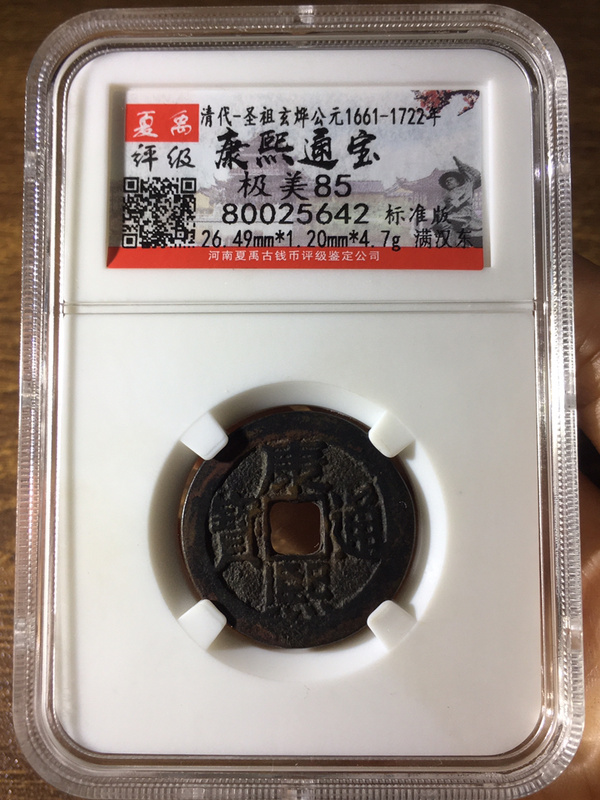 夏禹
评级
清代-圣祖玄烨公元1661-1722年
康熙通宝
极美85
80025642 标准版
26.49mm*1.20mm*4.7g 满汉东
河南夏禹古钱币评级鉴定公司
康熙通寶